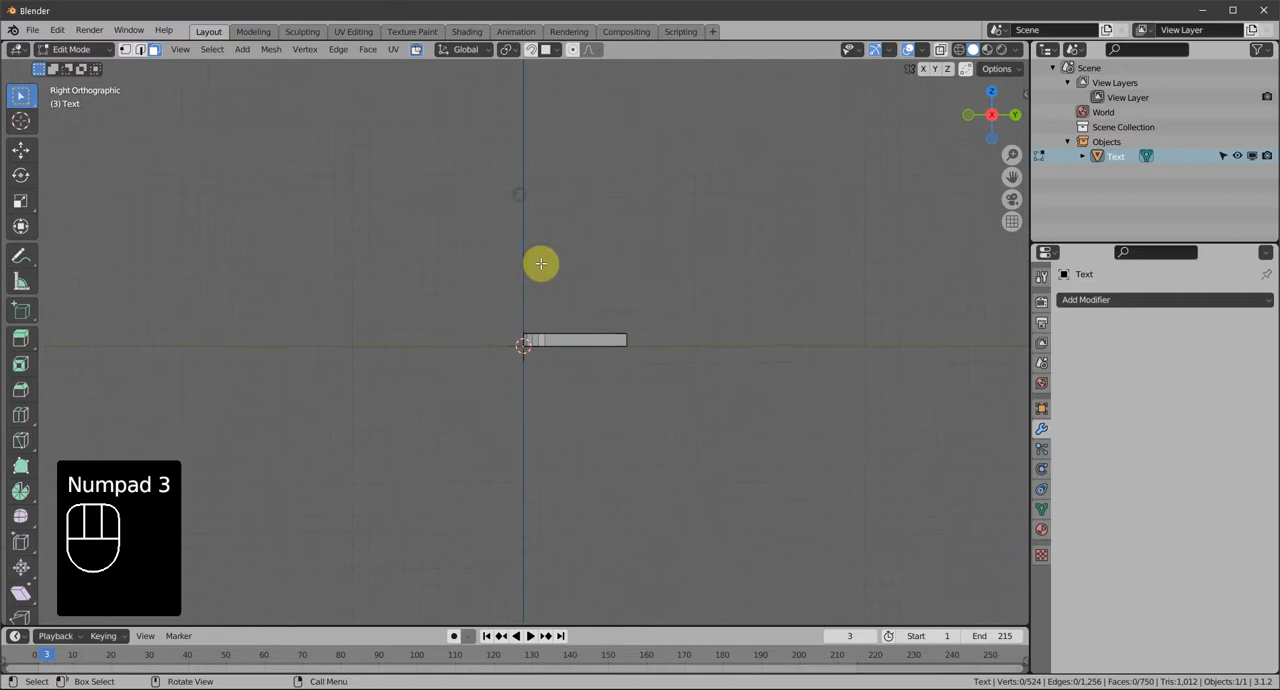 Blender
File Edit Render Window Help
Layout Modeling Sculpting UV Editing Texture Paint Shading Animation Rendering Compositing Scripting +
Scene
View Layer
Edit Mode View Select Add Mesh Vertex Edge Face UV Global
X Y Z Options
Right Orthographic
(3) Text
Z
X
Y
Scene
View Layers
View Layer
World
Scene Collection
Objects
Text
Text
Add Modifier
Numpad 3
Playback Keying View Marker
3 Start 1 End 215
0 3 10 20 30 40 50 60 70 80 90 100 110 120 130 140 150 160 170 180 190 200 210 220 230 240 250
Select Box Select Rotate View Call Menu
Text | Verts:0/524 | Edges:0/1,256 | Faces:0/750 | Tris:1,012 | Objects:1/1 | 3.1.2